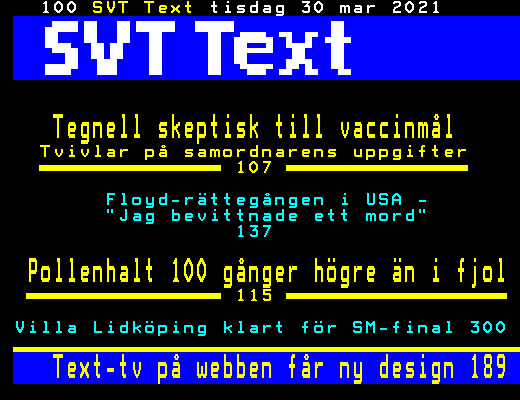 100 SVT Text tisdag 30 mar 2021
SVT Text
Tegnell skeptisk till vaccinmål
Tvivlar på samordnarens uppgifter
107
Floyd-rättegången i USA -
"Jag bevittnade ett mord"
137
Pollenhalt 100 gånger högre än i fjol
115
Villa Lidköping klart för SM-final 300
Text-tv på webben får ny design 189